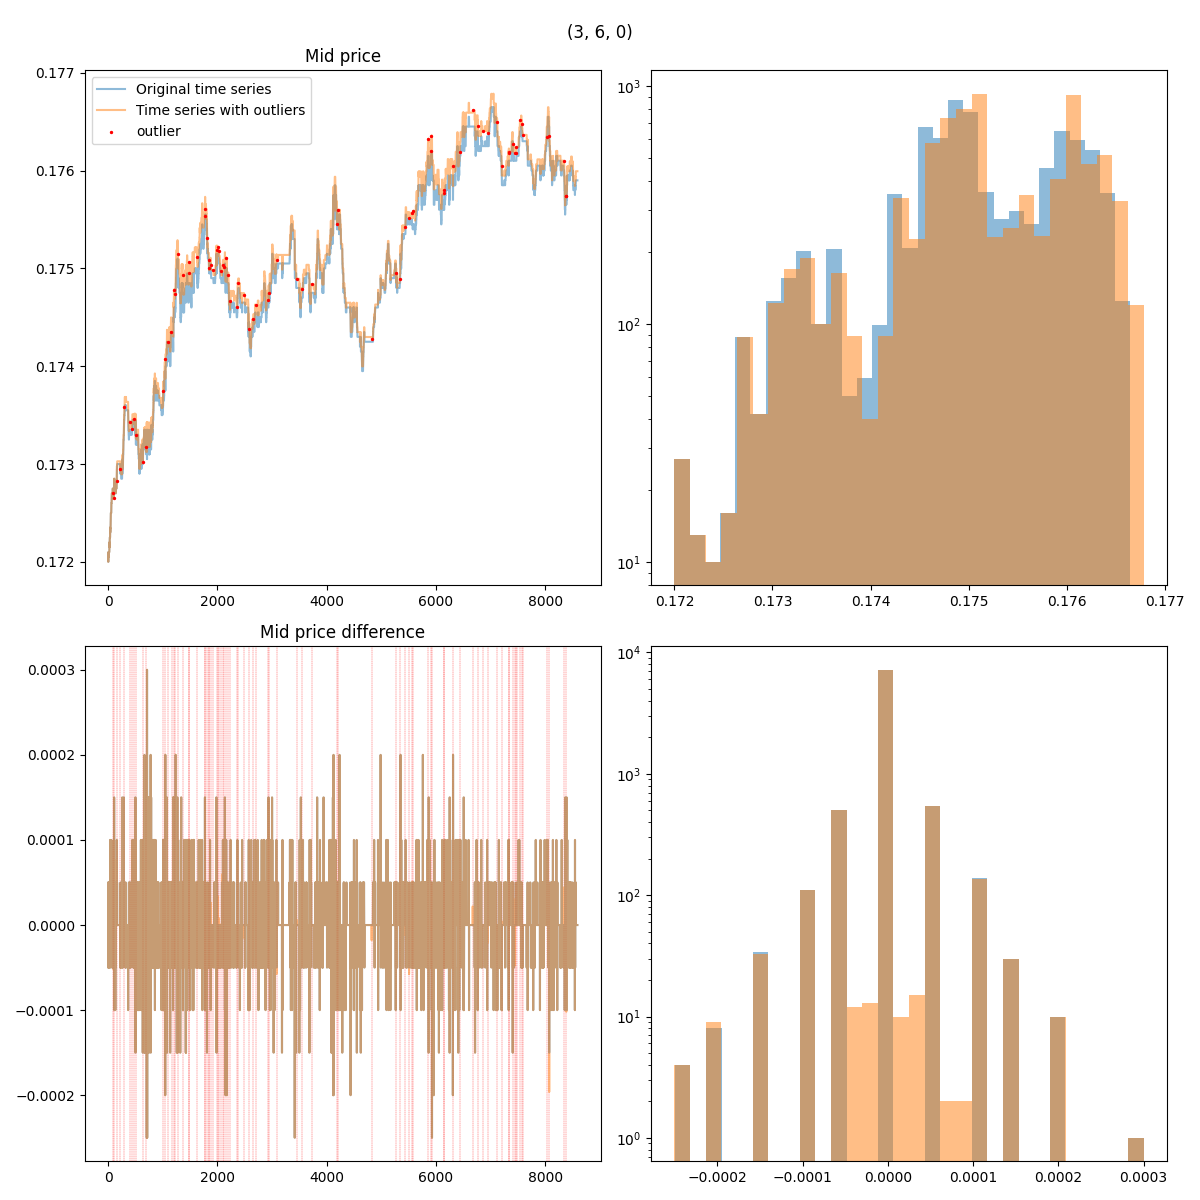 (3, 6, 0)
Mid price
Original time series
Time series with outliers
outlier
0.177
0.176
0.175
0.174
0.173
0.172
0 2000 4000 6000 8000
10³
10²
10¹
0.172 0.173 0.174 0.175 0.176 0.177
Mid price difference
0.0003
0.0002
0.0001
0.0000
−0.0001
−0.0002
0 2000 4000 6000 8000
10⁴
10³
10²
10¹
10⁰
−0.0002 −0.0001 0.0000 0.0001 0.0002 0.0003